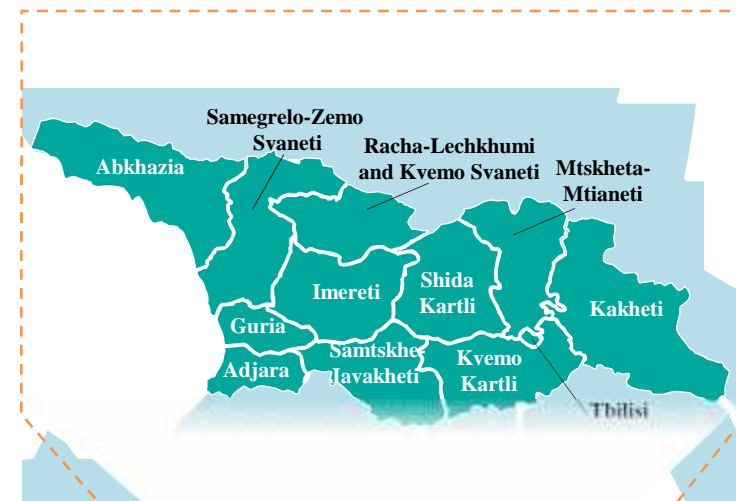 Samegrelo-Zemo
Svaneti
Racha-Lechkhumi
and Kvemo Svaneti
Mtskheta-
Mtianeti
Abkhazia
Imereti
Shida
Kartli
Kakheti
Guria
Adjara
Samtskhe-
Javakheti
Kvemo
Kartli
Tbilisi